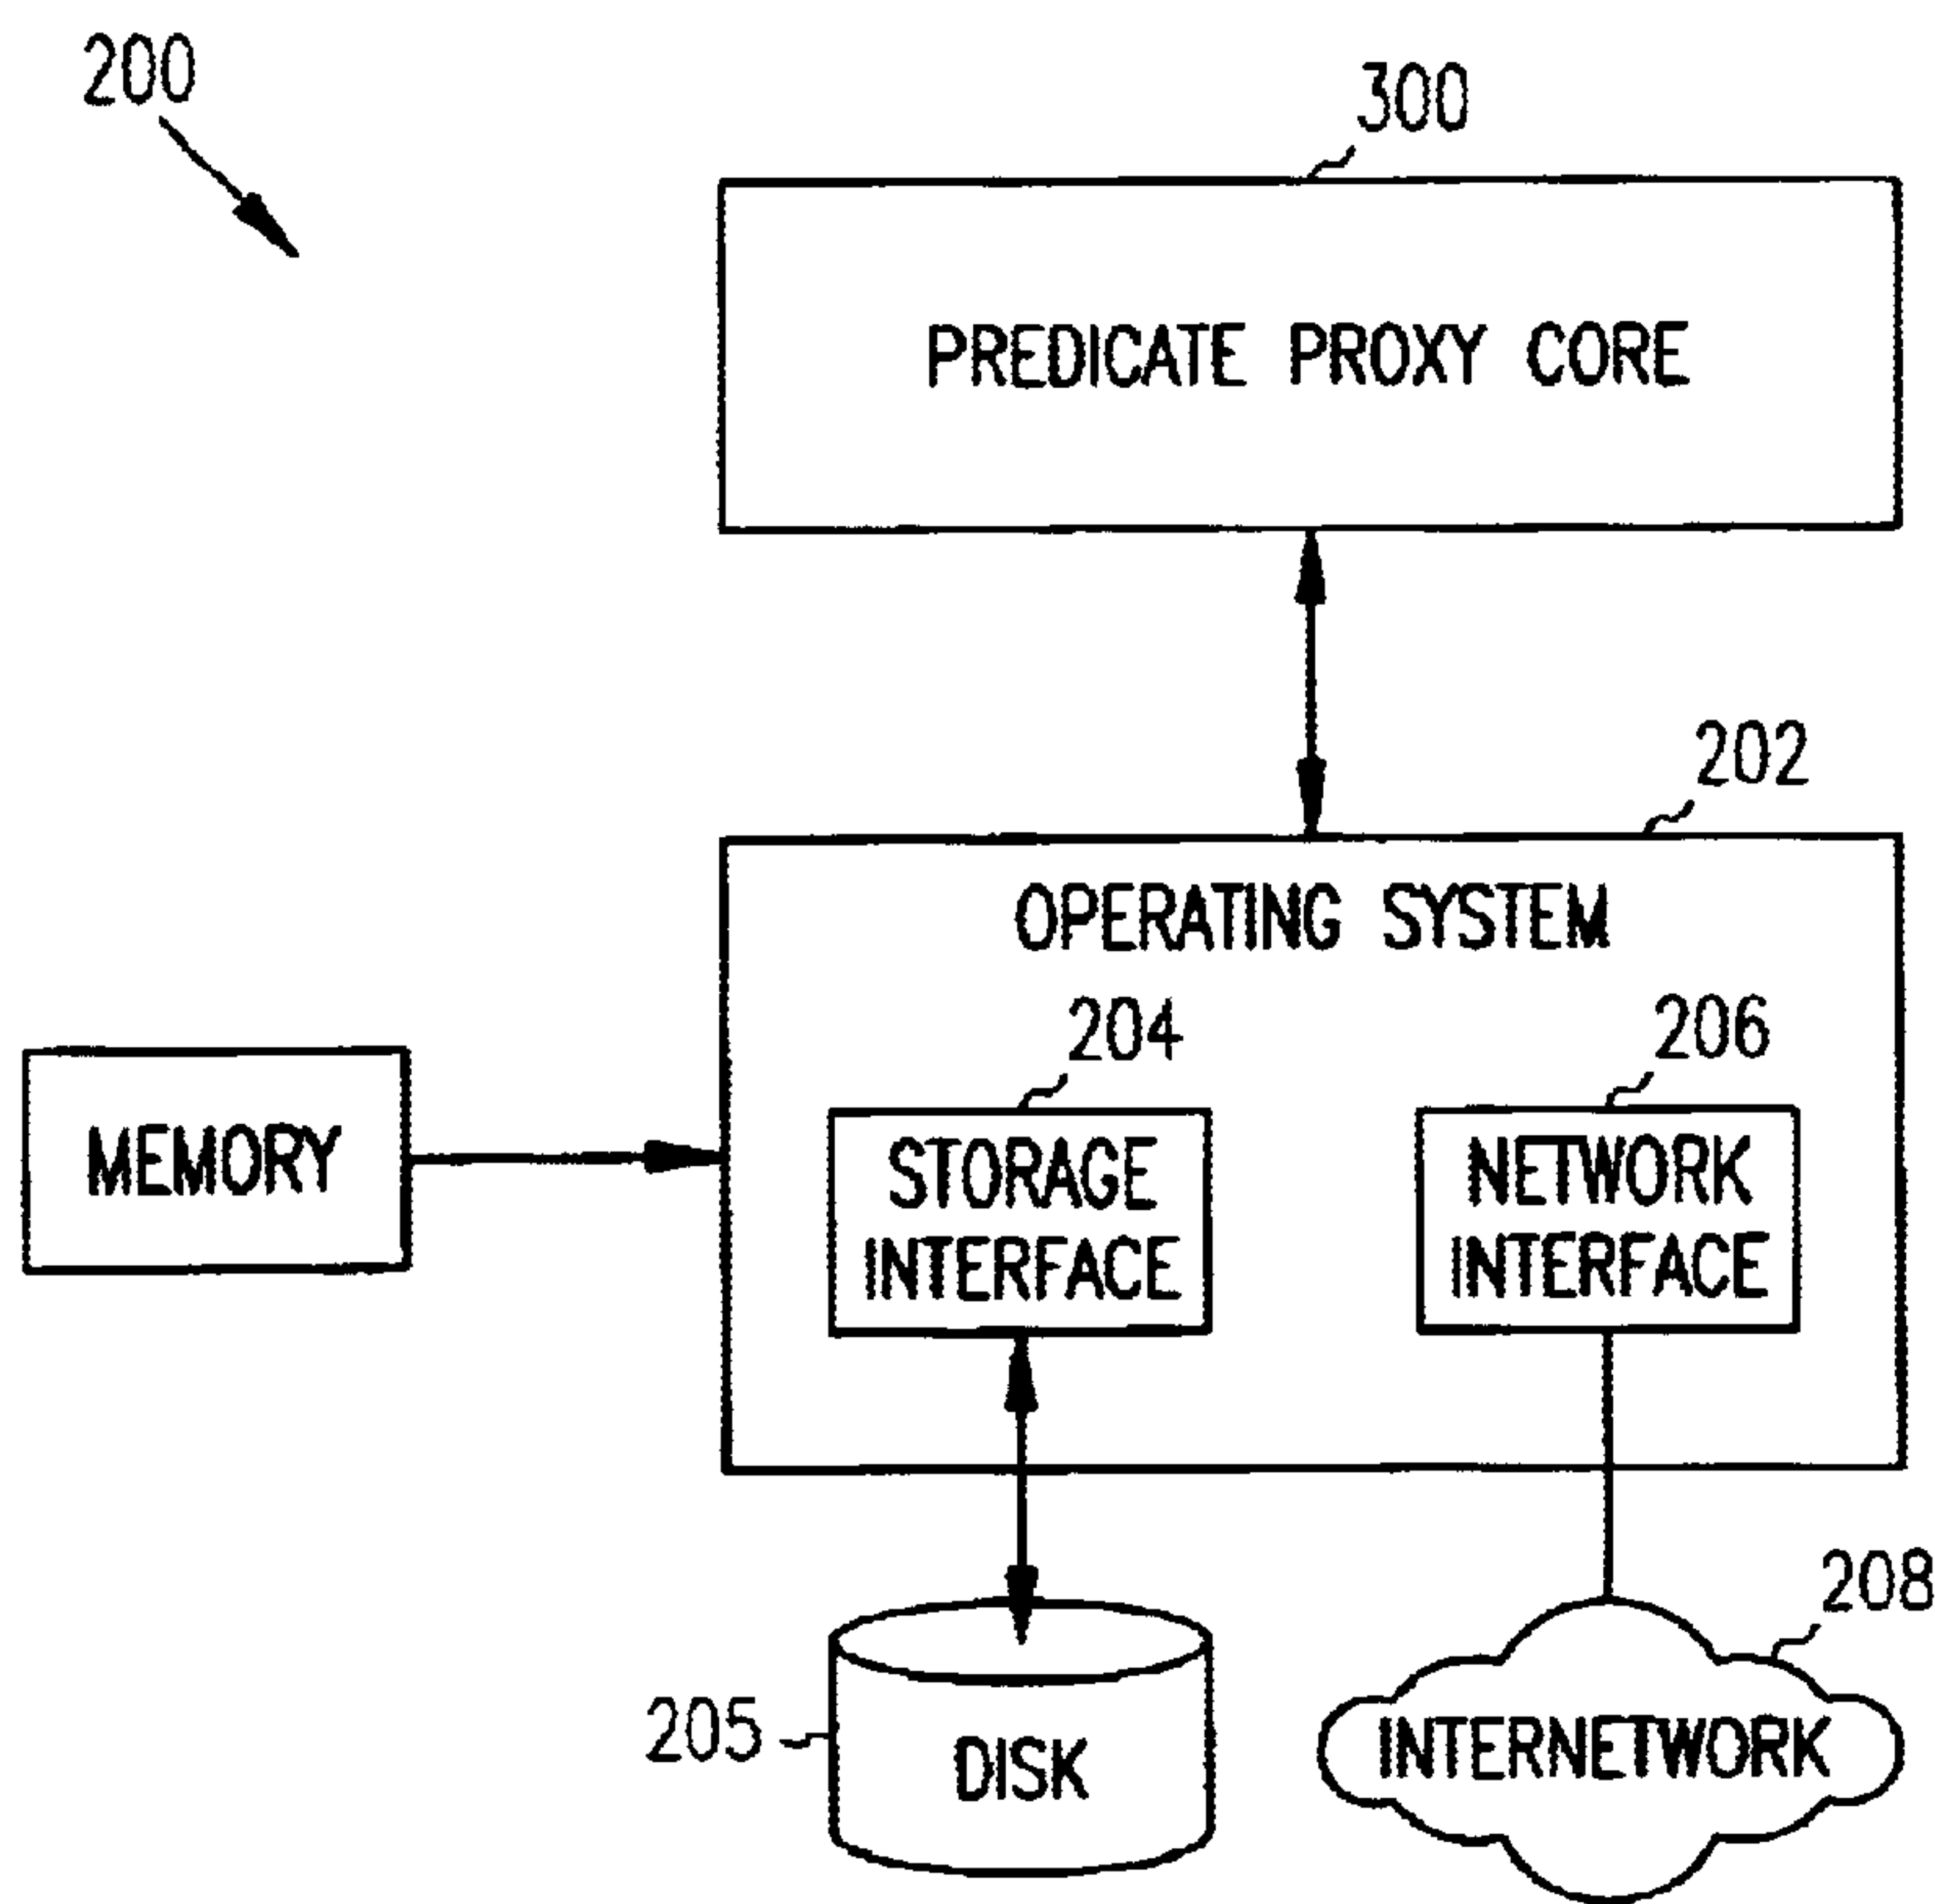 200
300
PREDICATE PROXY CORE
202
OPERATING SYSTEM
204
206
MEMORY
STORAGE
INTERFACE
NETWORK
INTERFACE
208
205
DISK
INTERNETWORK